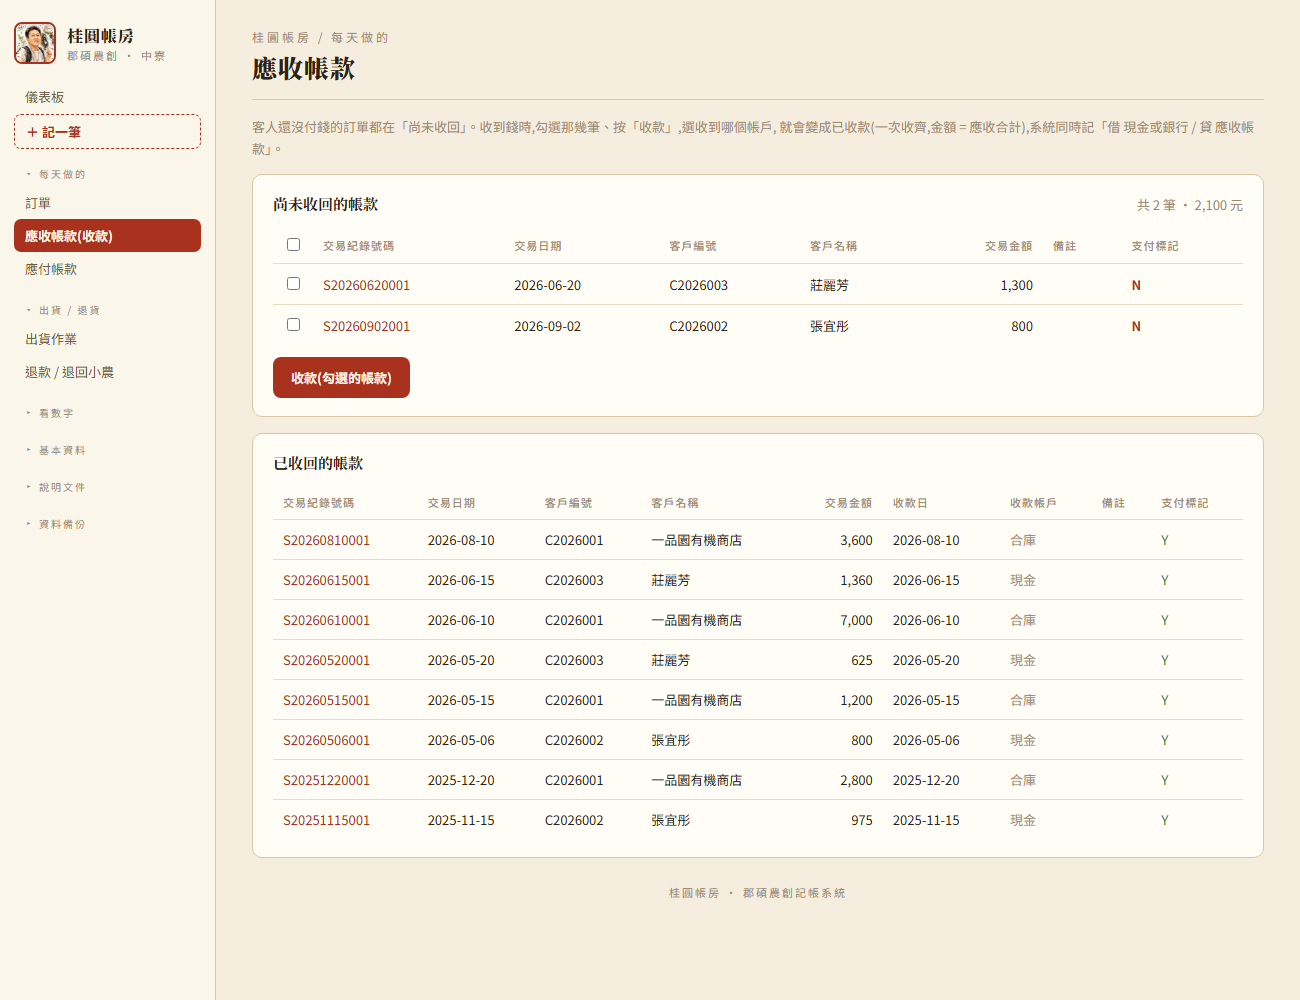 桂圓帳房
郡碩農創 · 中寮
儀表板
＋ 記一筆
每天做的
訂單
應收帳款(收款)
應付帳款
出貨 / 退貨
出貨作業
退款 / 退回小農
看數字
基本資料
說明文件
資料備份
桂圓帳房 / 每天做的
應收帳款
客人還沒付錢的訂單都在「尚未收回」。收到錢時,勾選那幾筆、按「收款」,選收到哪個帳戶, 就會變成已收款(一次收齊,金額 = 應收合計),系統同時記「借 現金或銀行 / 貸 應收帳
款」。
尚未收回的帳款 共 2 筆 · 2,100 元
交易紀錄號碼 交易日期 客戶編號 客戶名稱 交易金額 備註 支付標記
S20260620001 2026-06-20 C2026003 莊麗芳 1,300 N
S20260902001 2026-09-02 C2026002 張宜彤 800 N
收款(勾選的帳款)
已收回的帳款
交易紀錄號碼 交易日期 客戶編號 客戶名稱 交易金額 收款日 收款帳戶 備註 支付標記
S20260810001 2026-08-10 C2026001 一品園有機商店 3,600 2026-08-10 合庫 Y
S20260615001 2026-06-15 C2026003 莊麗芳 1,360 2026-06-15 現金 Y
S20260610001 2026-06-10 C2026001 一品園有機商店 7,000 2026-06-10 合庫 Y
S20260520001 2026-05-20 C2026003 莊麗芳 625 2026-05-20 現金 Y
S20260515001 2026-05-15 C2026001 一品園有機商店 1,200 2026-05-15 合庫 Y
S20260506001 2026-05-06 C2026002 張宜彤 800 2026-05-06 現金 Y
S20251220001 2025-12-20 C2026001 一品園有機商店 2,800 2025-12-20 合庫 Y
S20251115001 2025-11-15 C2026002 張宜彤 975 2025-11-15 現金 Y
桂圓帳房 · 郡碩農創記帳系統